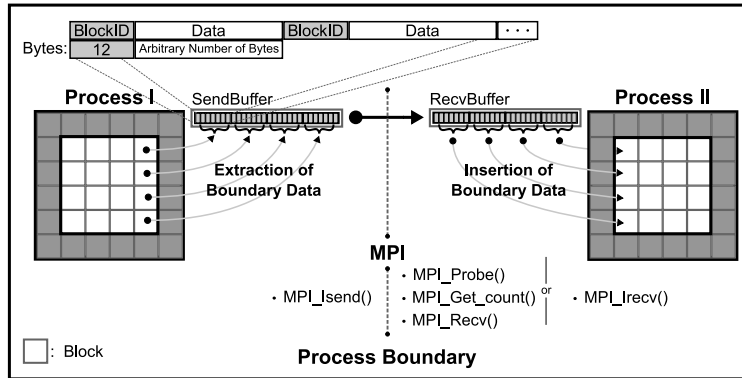 BlockID Data BlockID Data ...
Bytes: 12 Arbitrary Number of Bytes
Process I SendBuffer RecvBuffer Process II
Extraction of Boundary Data
Insertion of Boundary Data
MPI
· MPI_Isend()
· MPI_Probe()
· MPI_Get_count()
· MPI_Recv()
or
· MPI_Irecv()
: Block
Process Boundary